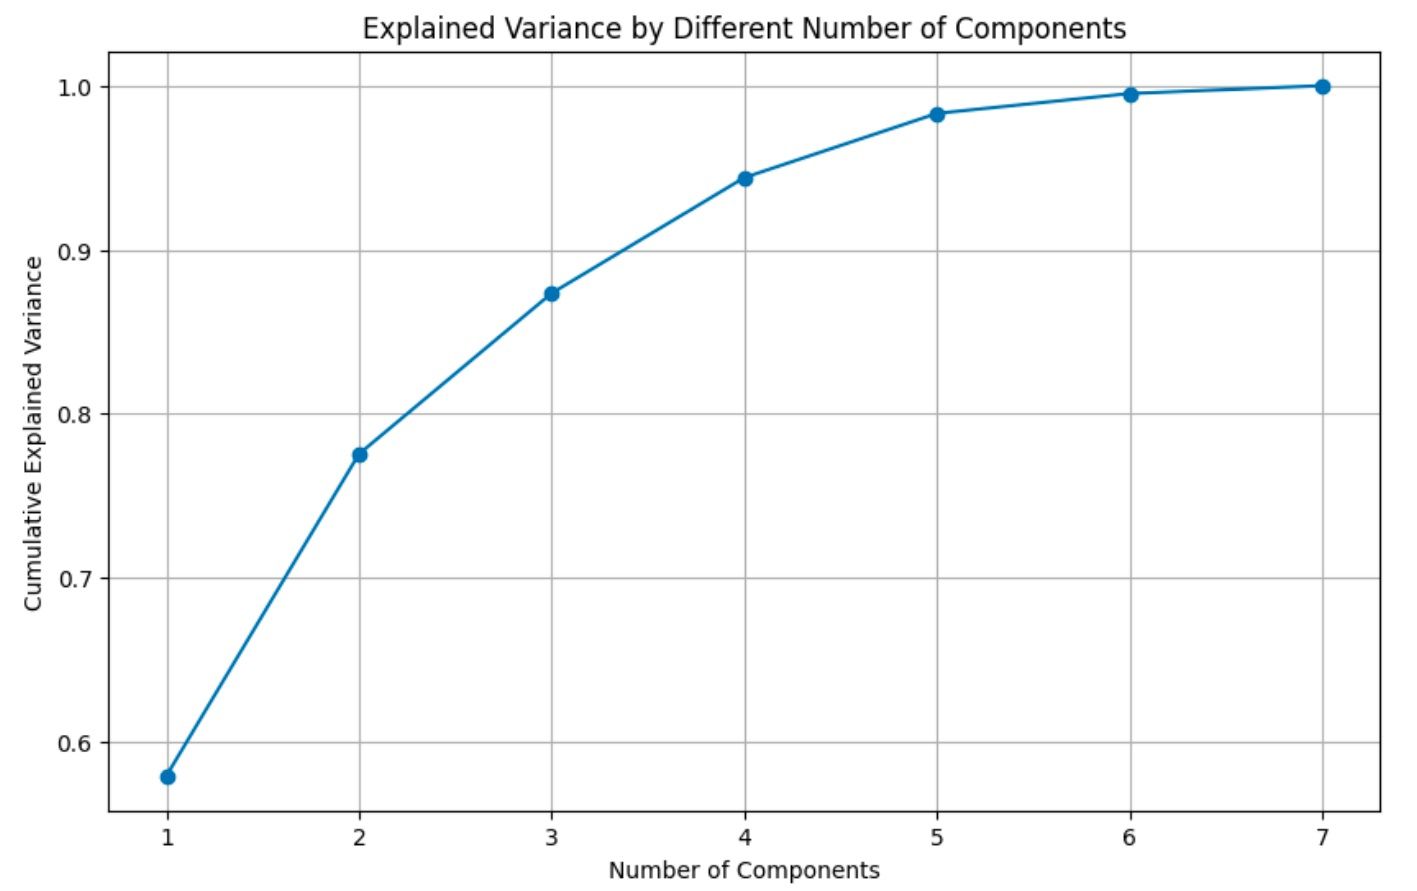 Explained Variance by Different Number of Components
1.0
0.9
0.8
0.7
0.6
Cumulative Explained Variance
1 2 3 4 5 6 7
Number of Components